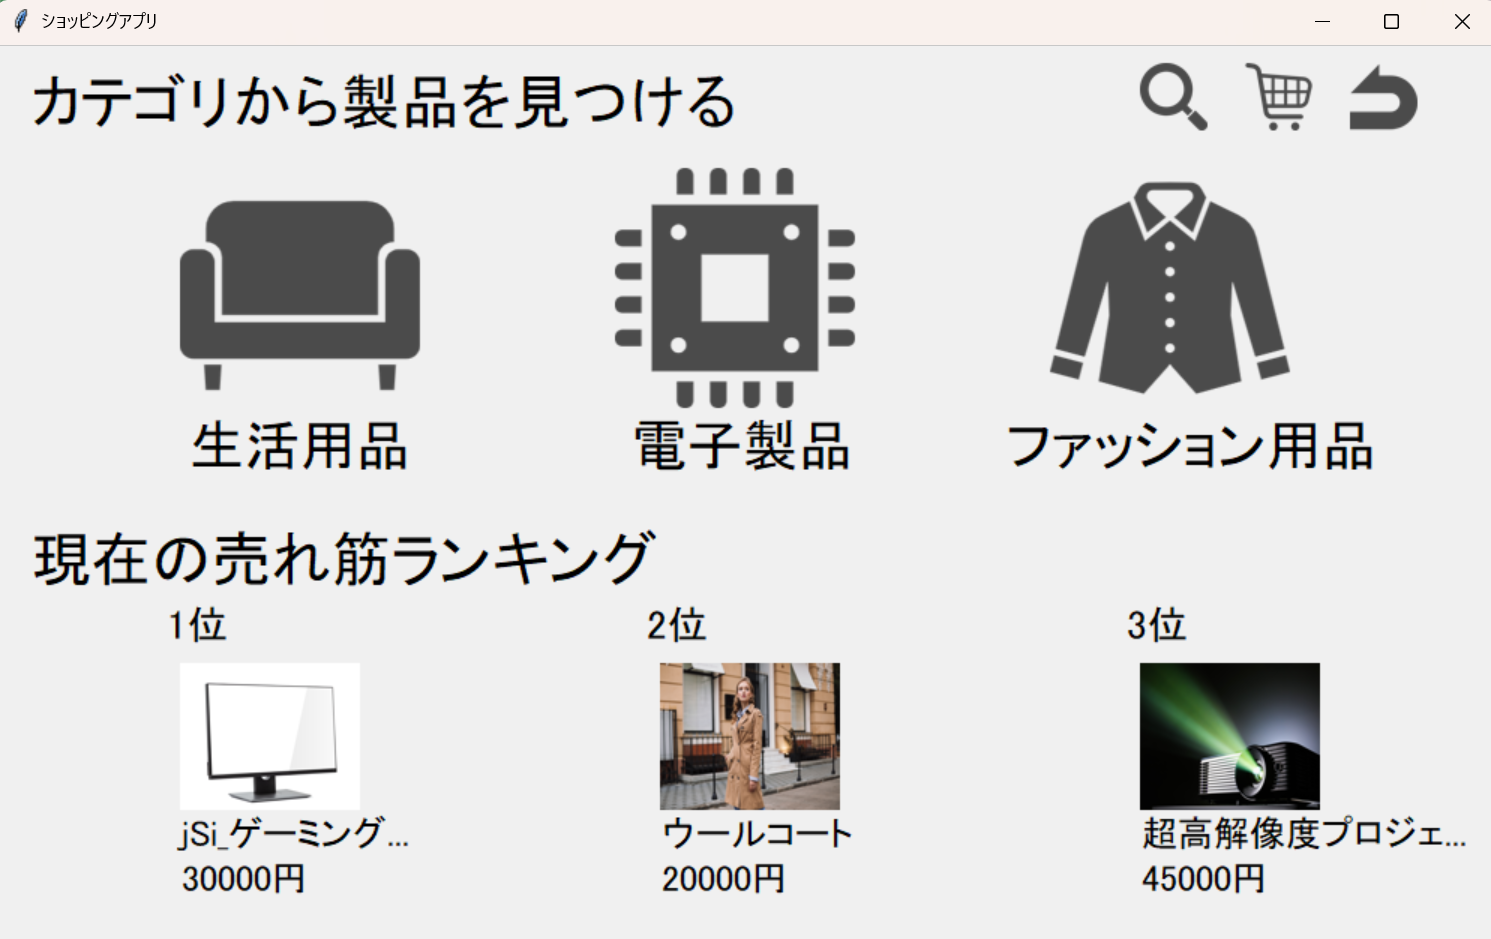 ショッピングアプリ
カテゴリから製品を見つける
生活用品 電子製品 ファッション用品
現在の売れ筋ランキング
1位 2位 3位
jSi_ゲーミング... ウールコート 超高解像度プロジェ...
30000円 20000円 45000円